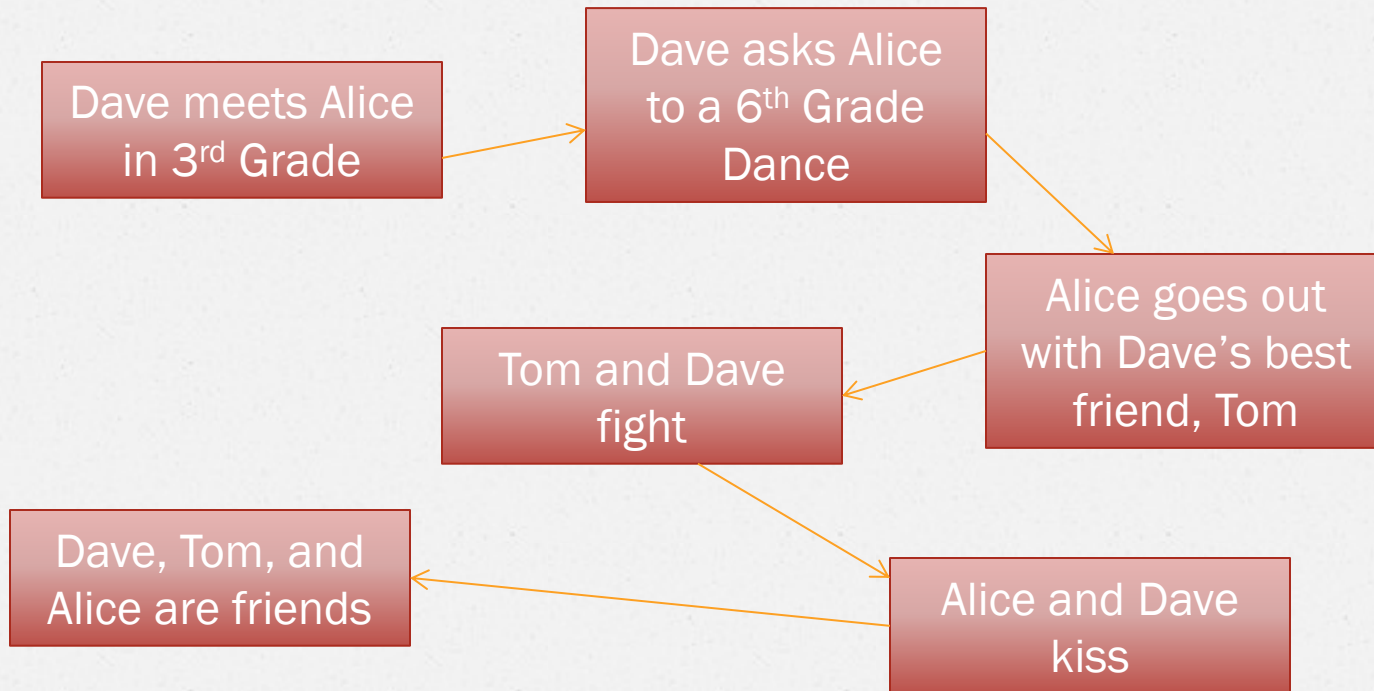 Dave meets Alice
in 3rd Grade
Dave asks Alice
to a 6th Grade
Dance
Alice goes out
with Dave’s best
friend, Tom
Tom and Dave
fight
Alice and Dave
kiss
Dave, Tom, and
Alice are friends